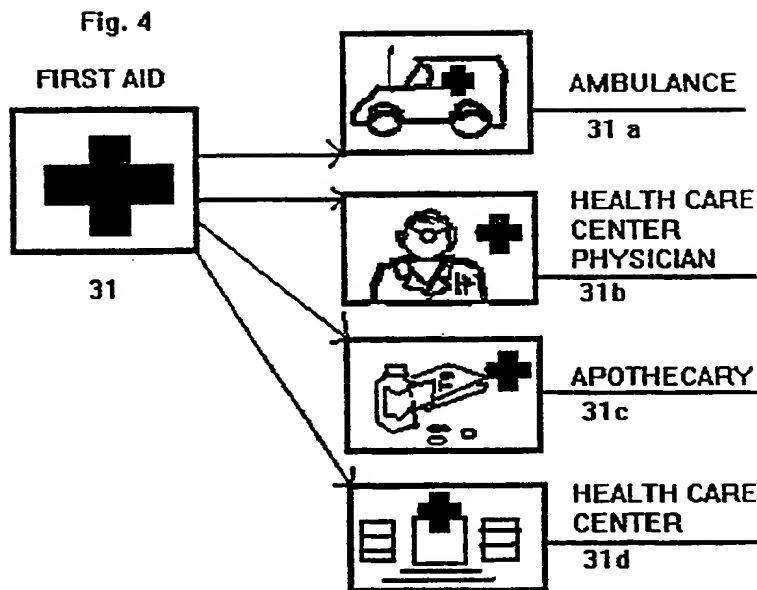 Fig. 4
FIRST AID
31
AMBULANCE
31 a
HEALTH CARE
CENTER
PHYSICIAN
31b
APOTHECARY
31c
HEALTH CARE
CENTER
31d